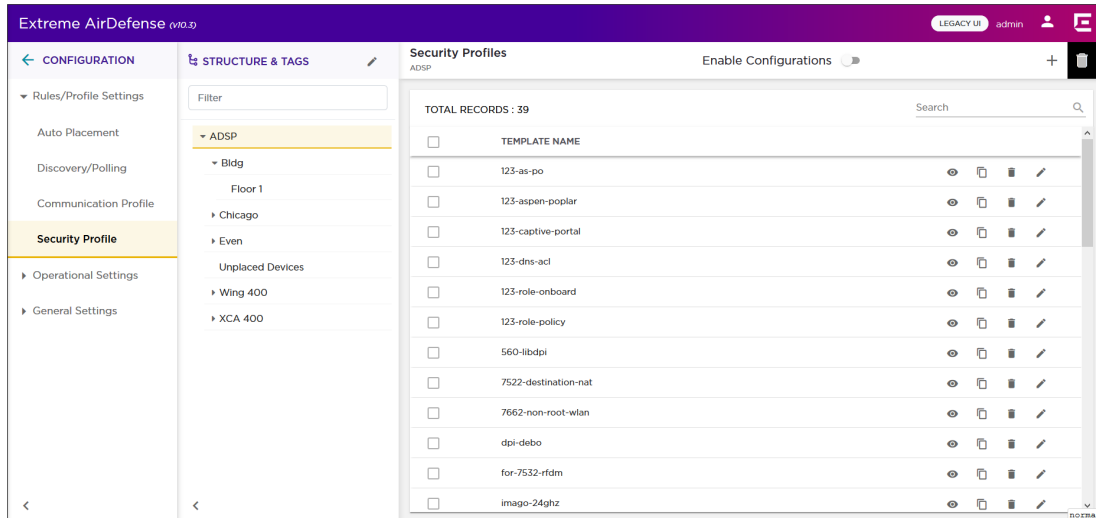 Extreme AirDefense (v10.3)
LEGACY UI admin
CONFIGURATION
Rules/Profile Settings
Auto Placement
Discovery/Polling
Communication Profile
Security Profile
Operational Settings
General Settings
STRUCTURE & TAGS
Filter
ADSP
Bldg
Floor 1
Chicago
Even
Unplaced Devices
Wing 400
XCA 400
Security Profiles
ADSP
Enable Configurations
TOTAL RECORDS : 39
Search
TEMPLATE NAME
123-as-po
123-aspen-poplar
123-captive-portal
123-dns-acl
123-role-onboard
123-role-policy
560-libdpi
7522-destination-nat
7662-non-root-wlan
dpi-debo
for-7532-rfdm
imago-24ghz